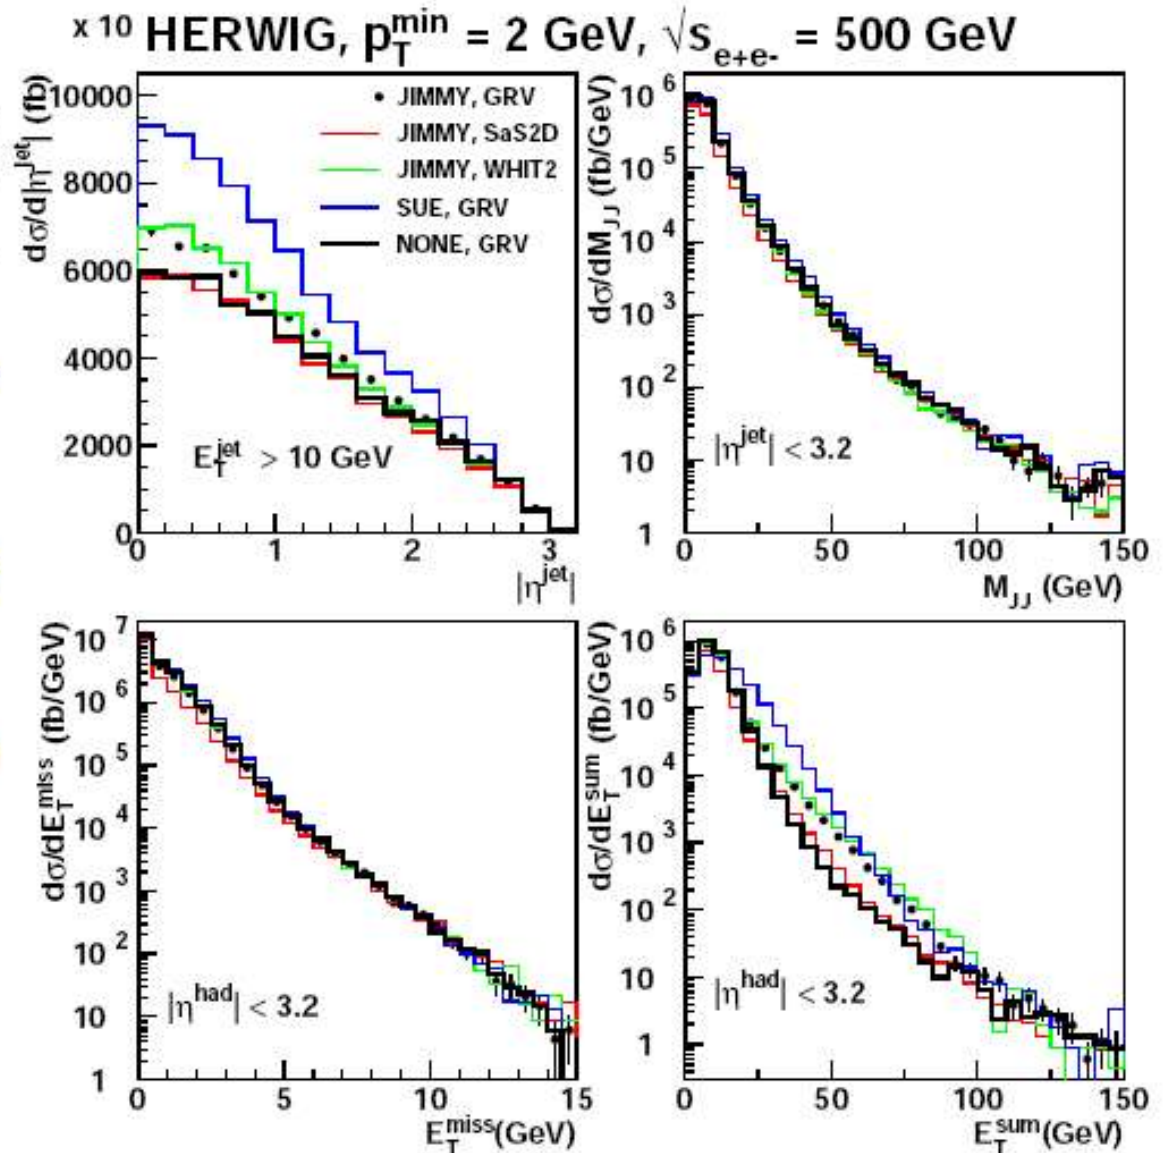 x 10 HERWIG, p_T^min = 2 GeV, √s_e+e- = 500 GeV
dσ/d|η^jet| (fb)
10000
8000
6000
4000
2000
0
JIMMY, GRV
JIMMY, SaS2D
JIMMY, WHIT2
SUE, GRV
NONE, GRV
E_T^jet > 10 GeV
0 1 2 3
|η^jet|
dσ/dM_JJ (fb/GeV)
10^6
10^5
10^4
10^3
10^2
10
1
|η^jet| < 3.2
0 50 100 150
M_JJ (GeV)
dσ/dE_T^miss (fb/GeV)
10^7
10^6
10^5
10^4
10^3
10^2
10
1
|η^had| < 3.2
0 5 10 15
E_T^miss(GeV)
dσ/dE_T^sum (fb/GeV)
10^6
10^5
10^4
10^3
10^2
10
1
|η^had| < 3.2
0 50 100 150
E_T^sum(GeV)